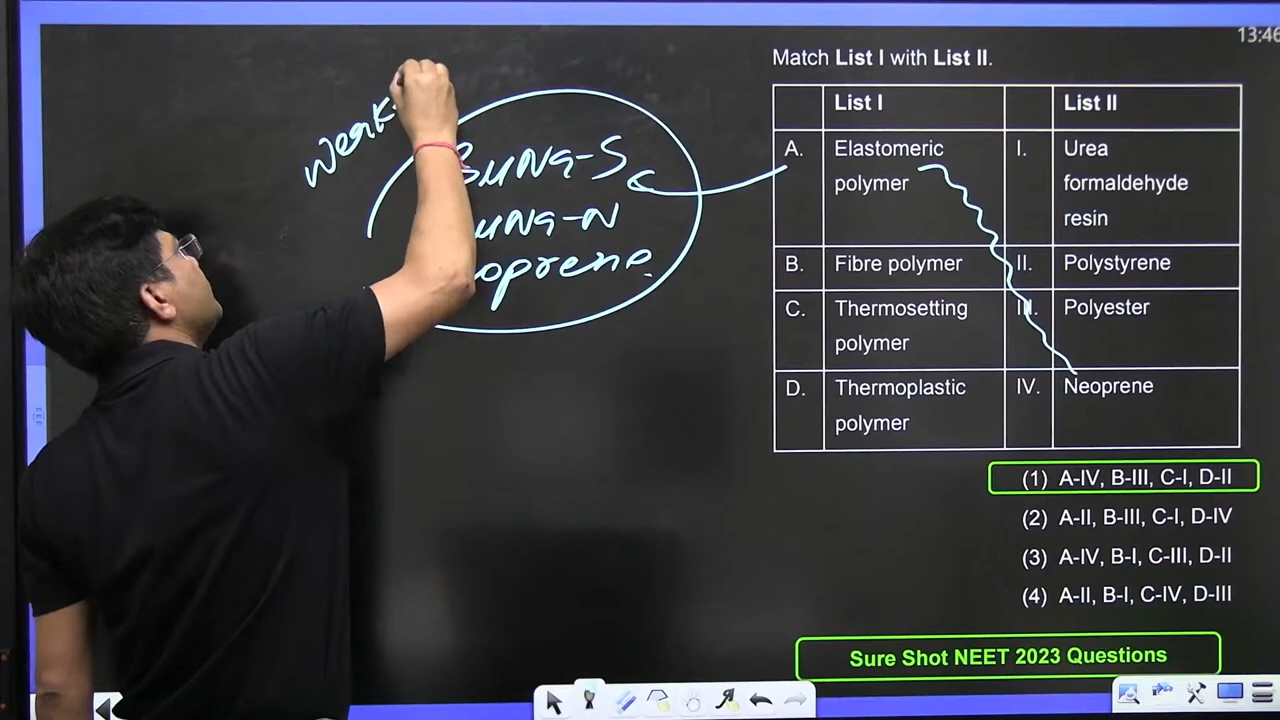 13:46
Match List I with List II.
List I List II
A. Elastomeric polymer I. Urea formaldehyde resin
B. Fibre polymer II. Polystyrene
C. Thermosetting polymer III. Polyester
D. Thermoplastic polymer IV. Neoprene
(1) A-IV, B-III, C-I, D-II
(2) A-II, B-III, C-I, D-IV
(3) A-IV, B-I, C-III, D-II
(4) A-II, B-I, C-IV, D-III
Sure Shot NEET 2023 Questions
Weak
BUNa-S